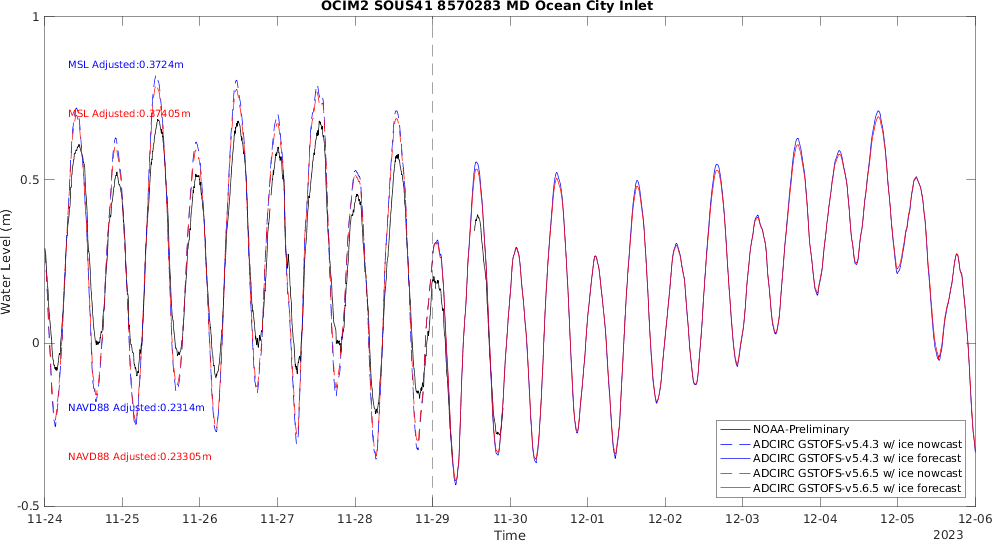 OCIM2 SOUS41 8570283 MD Ocean City Inlet
1
MSL Adjusted:0.3724m
MSL Adjusted:0.37405m
0.5
Water Level (m)
0
NAVD88 Adjusted:0.2314m
NAVD88 Adjusted:0.23305m
NOAA-Preliminary
ADCIRC GSTOFS-v5.4.3 w/ ice nowcast
ADCIRC GSTOFS-v5.4.3 w/ ice forecast
ADCIRC GSTOFS-v5.6.5 w/ ice nowcast
ADCIRC GSTOFS-v5.6.5 w/ ice forecast
-0.5
11-24 11-25 11-26 11-27 11-28 11-29 11-30 12-01 12-02 12-03 12-04 12-05 12-06
Time
2023